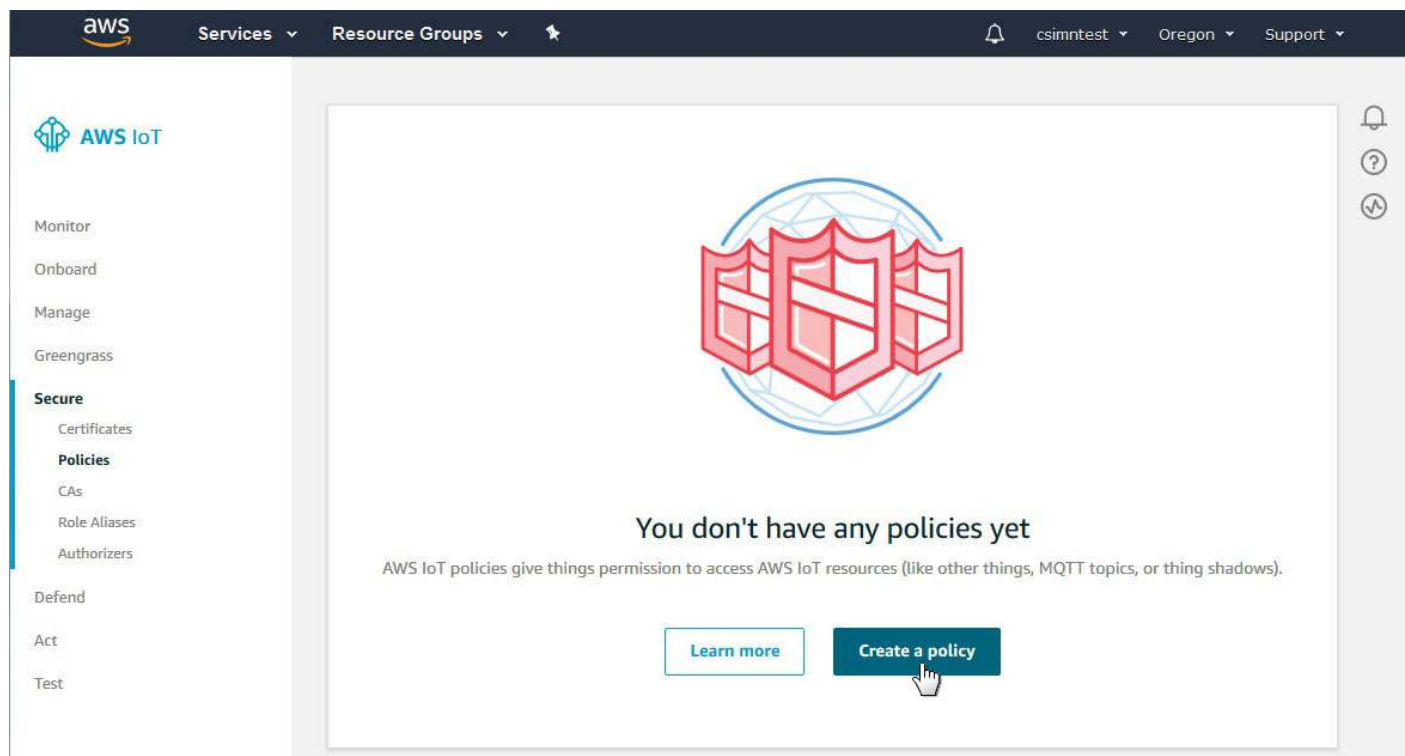 aws Services Resource Groups csimntest Oregon Support
AWS IoT
Monitor
Onboard
Manage
Greengrass
Secure
Certificates
Policies
CAs
Role Aliases
Authorizers
Defend
Act
Test
You don't have any policies yet
AWS IoT policies give things permission to access AWS IoT resources (like other things, MQTT topics, or thing shadows).
Learn more Create a policy